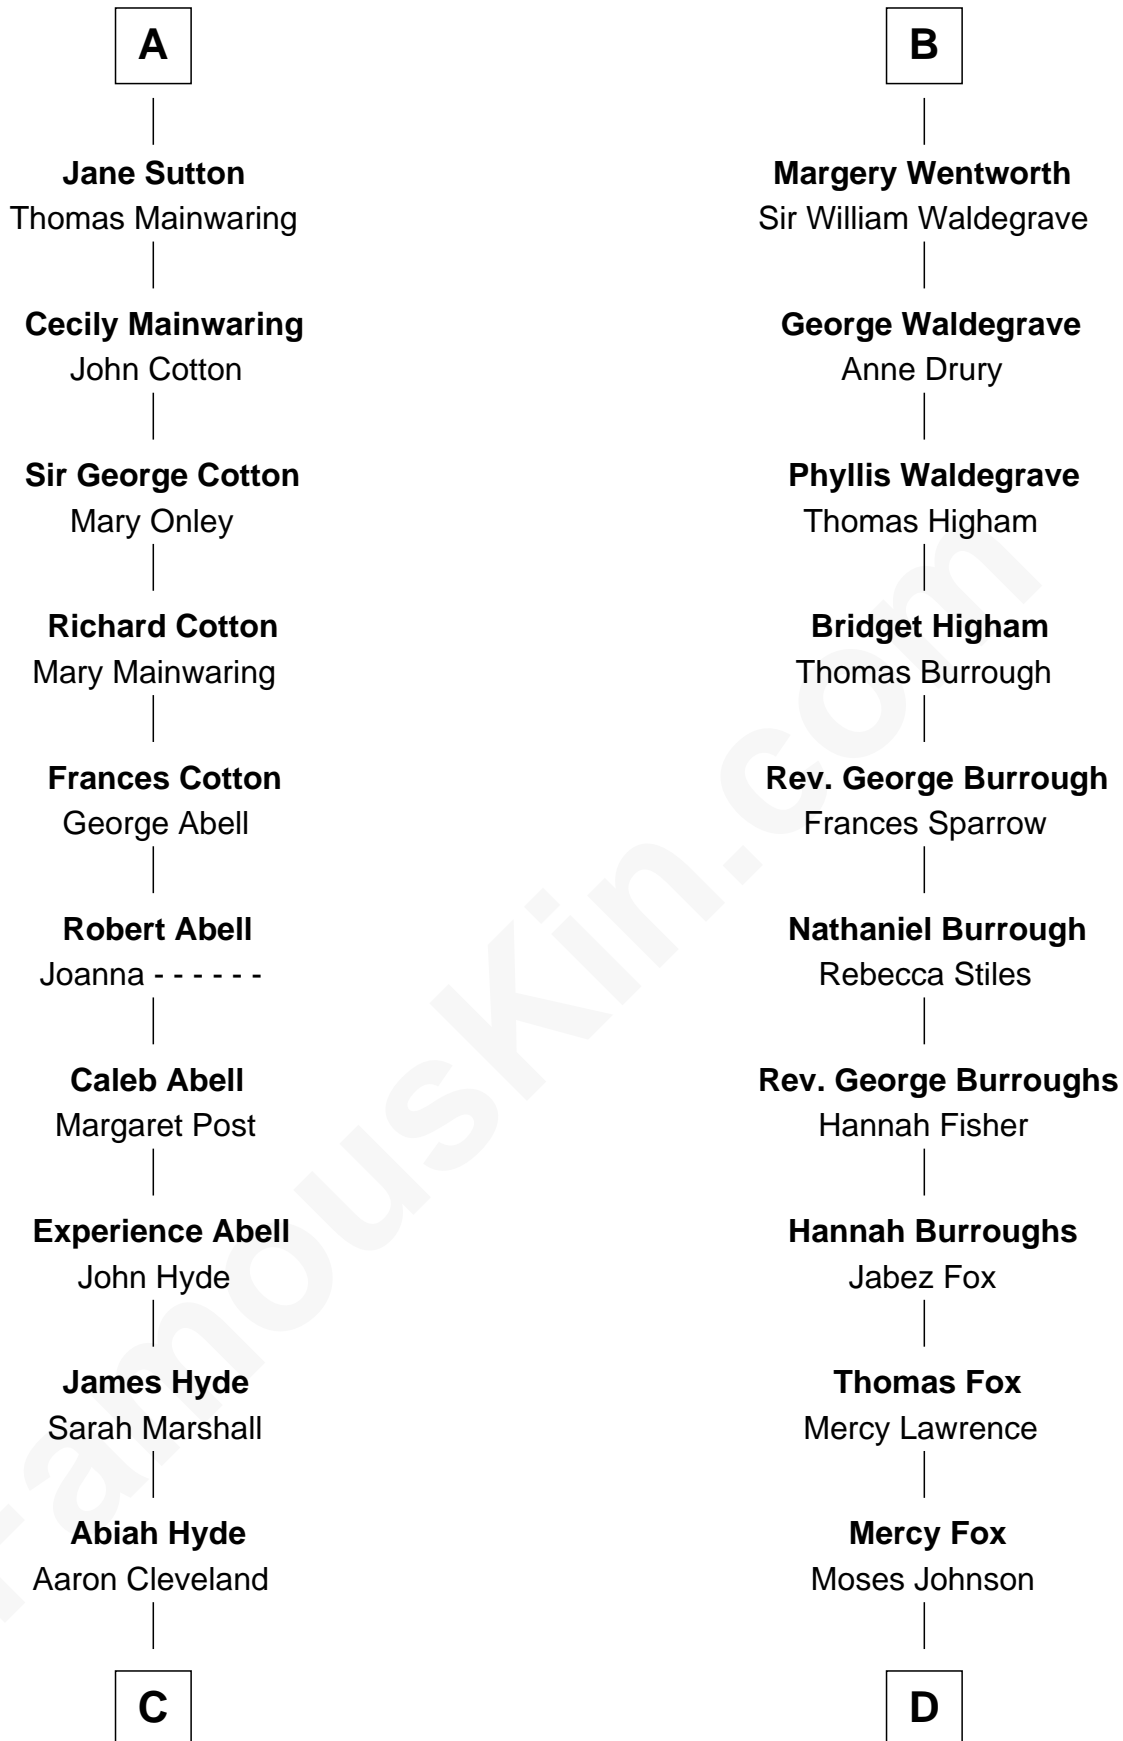 A
Jane Sutton
Thomas Mainwaring
Cecily Mainwaring
John Cotton
Sir George Cotton
Mary Onley
Richard Cotton
Mary Mainwaring
Frances Cotton
George Abell
Robert Abell
Joanna - - - - - -
Caleb Abell
Margaret Post
Experience Abell
John Hyde
James Hyde
Sarah Marshall
Abiah Hyde
Aaron Cleveland
C
B
Margery Wentworth
Sir William Waldegrave
George Waldegrave
Anne Drury
Phyllis Waldegrave
Thomas Higham
Bridget Higham
Thomas Burrough
Rev. George Burrough
Frances Sparrow
Nathaniel Burrough
Rebecca Stiles
Rev. George Burroughs
Hannah Fisher
Hannah Burroughs
Jabez Fox
Thomas Fox
Mercy Lawrence
Mercy Fox
Moses Johnson
D
FamousKin.com